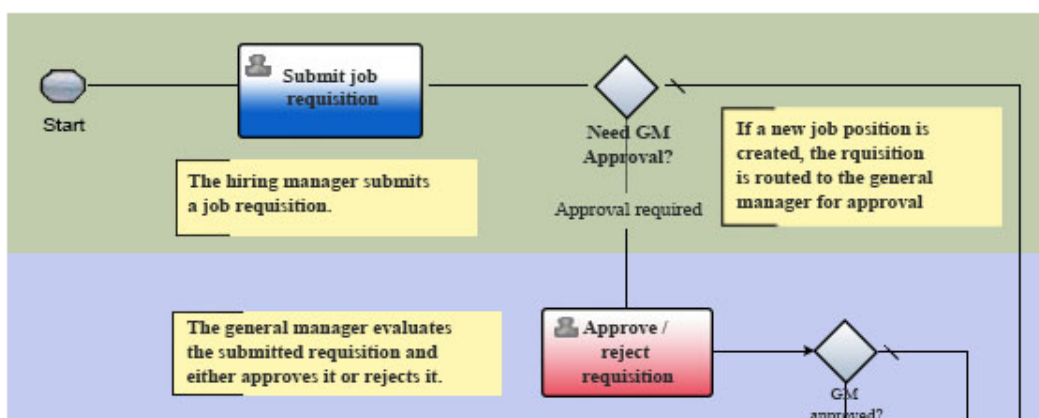 Submit job
requisition
Start
Need GM
Approval?
If a new job position is
created, the rquisition
is routed to the general
manager for approval
The hiring manager submits
a job requisition.
Approval required
The general manager evaluates
the submitted requisition and
either approves it or rejects it.
Approve /
reject
requisition
GM
approved?